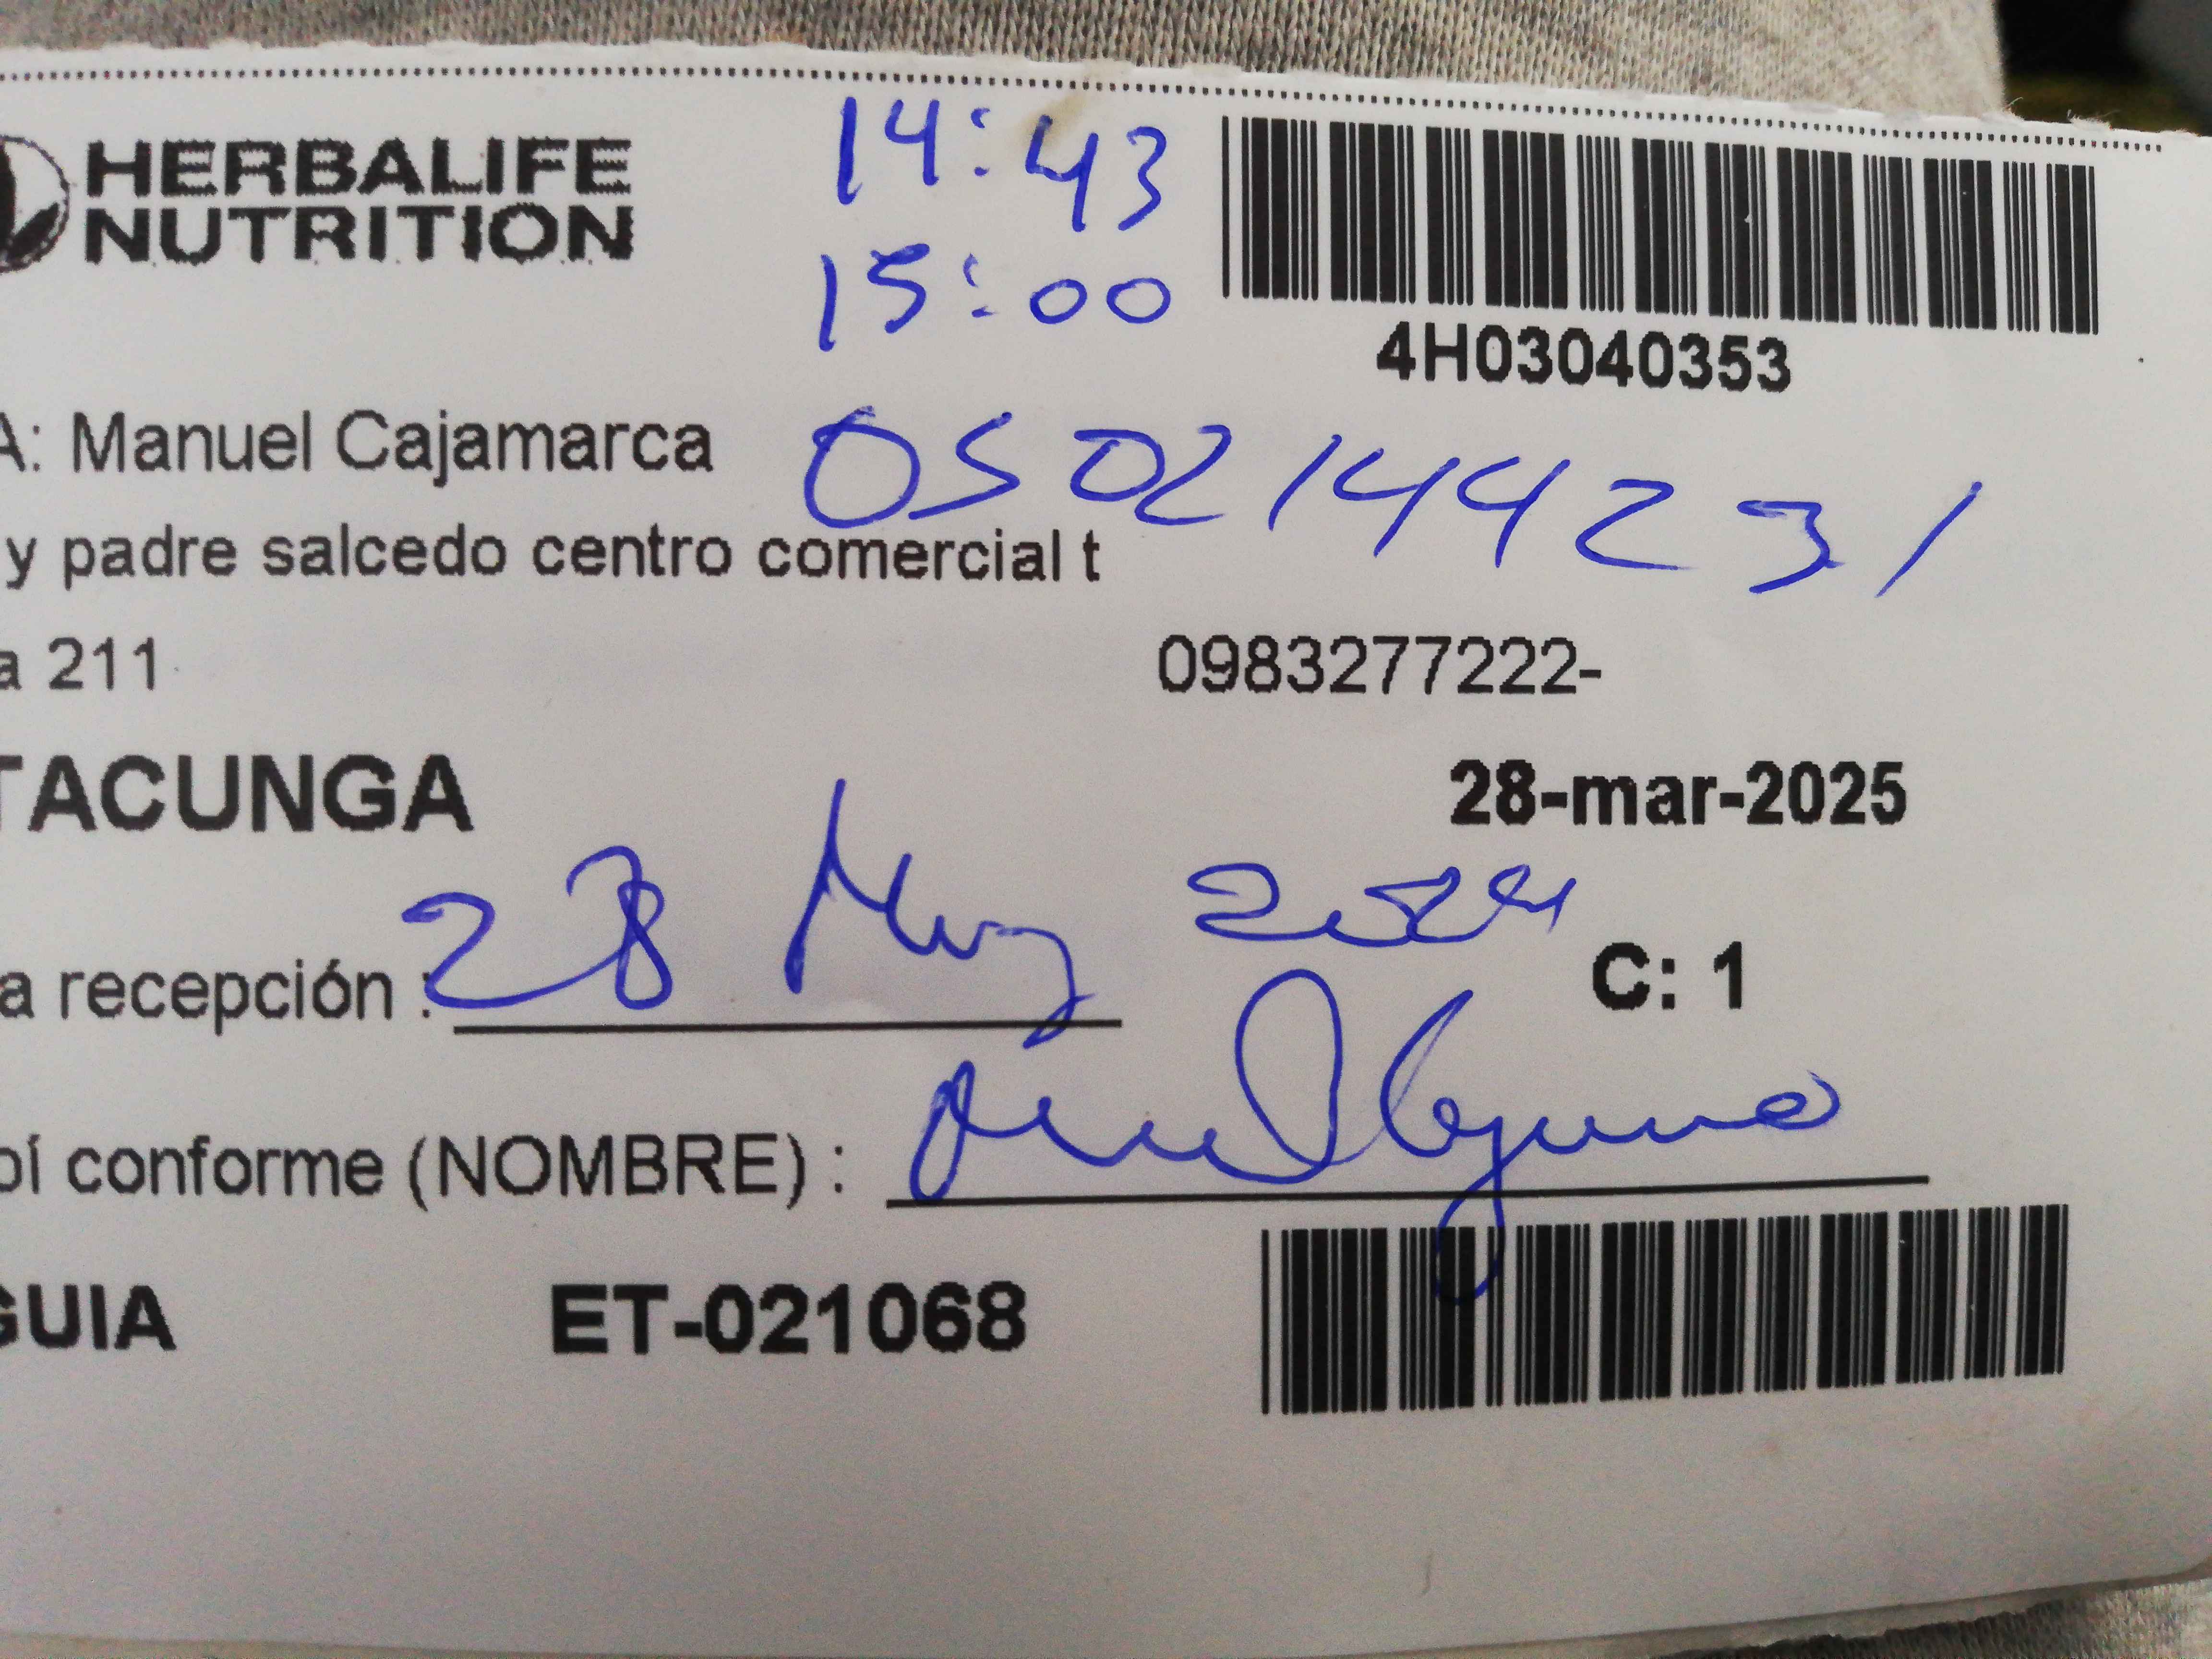 HERBALIFE
NUTRITION
14:43
15:00
4H03040353
A: Manuel Cajamarca
0502144231
y padre salcedo centro comercial t
a 211
0983277222-
TACUNGA
28-mar-2025
a recepción : 28
C: 1
bí conforme (NOMBRE) :
GUIA ET-021068